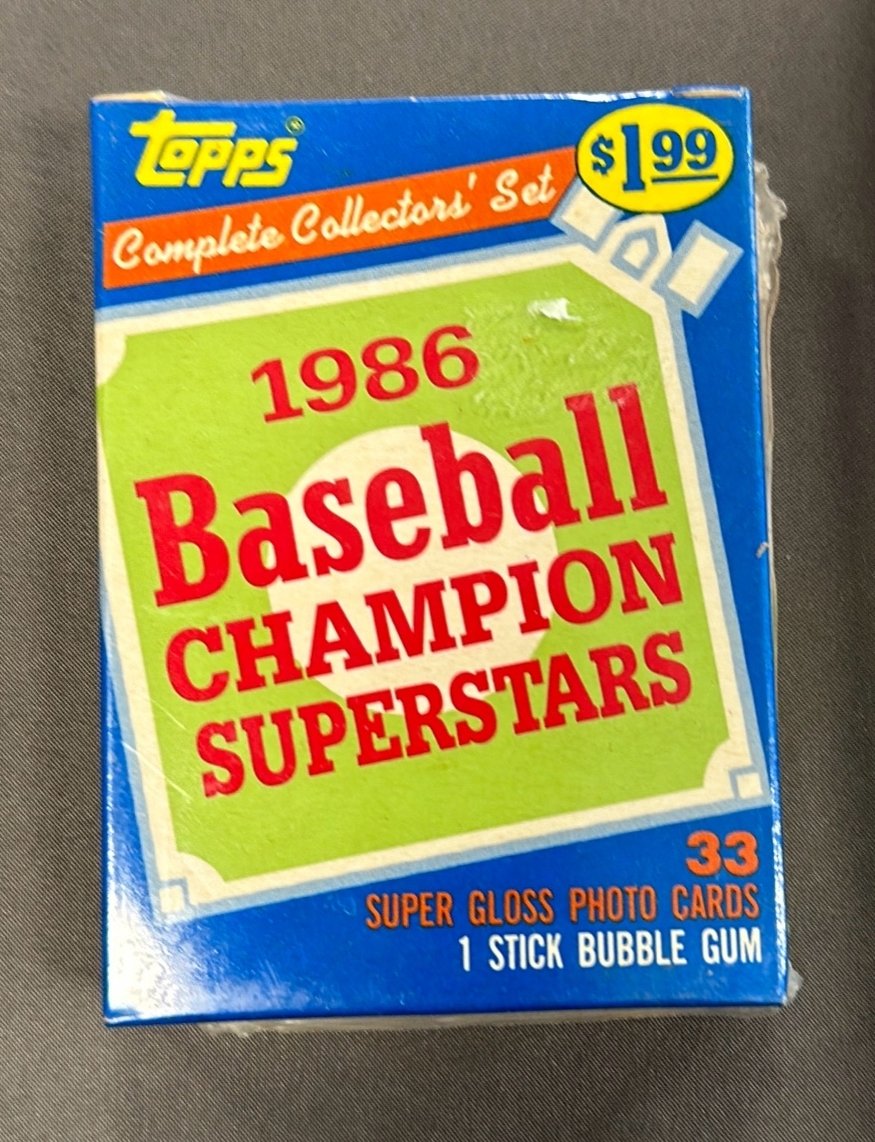 Topps®
$1.99
Complete Collectors' Set
1986
Baseball
CHAMPION
SUPERSTARS
33
SUPER GLOSS PHOTO CARDS
1 STICK BUBBLE GUM